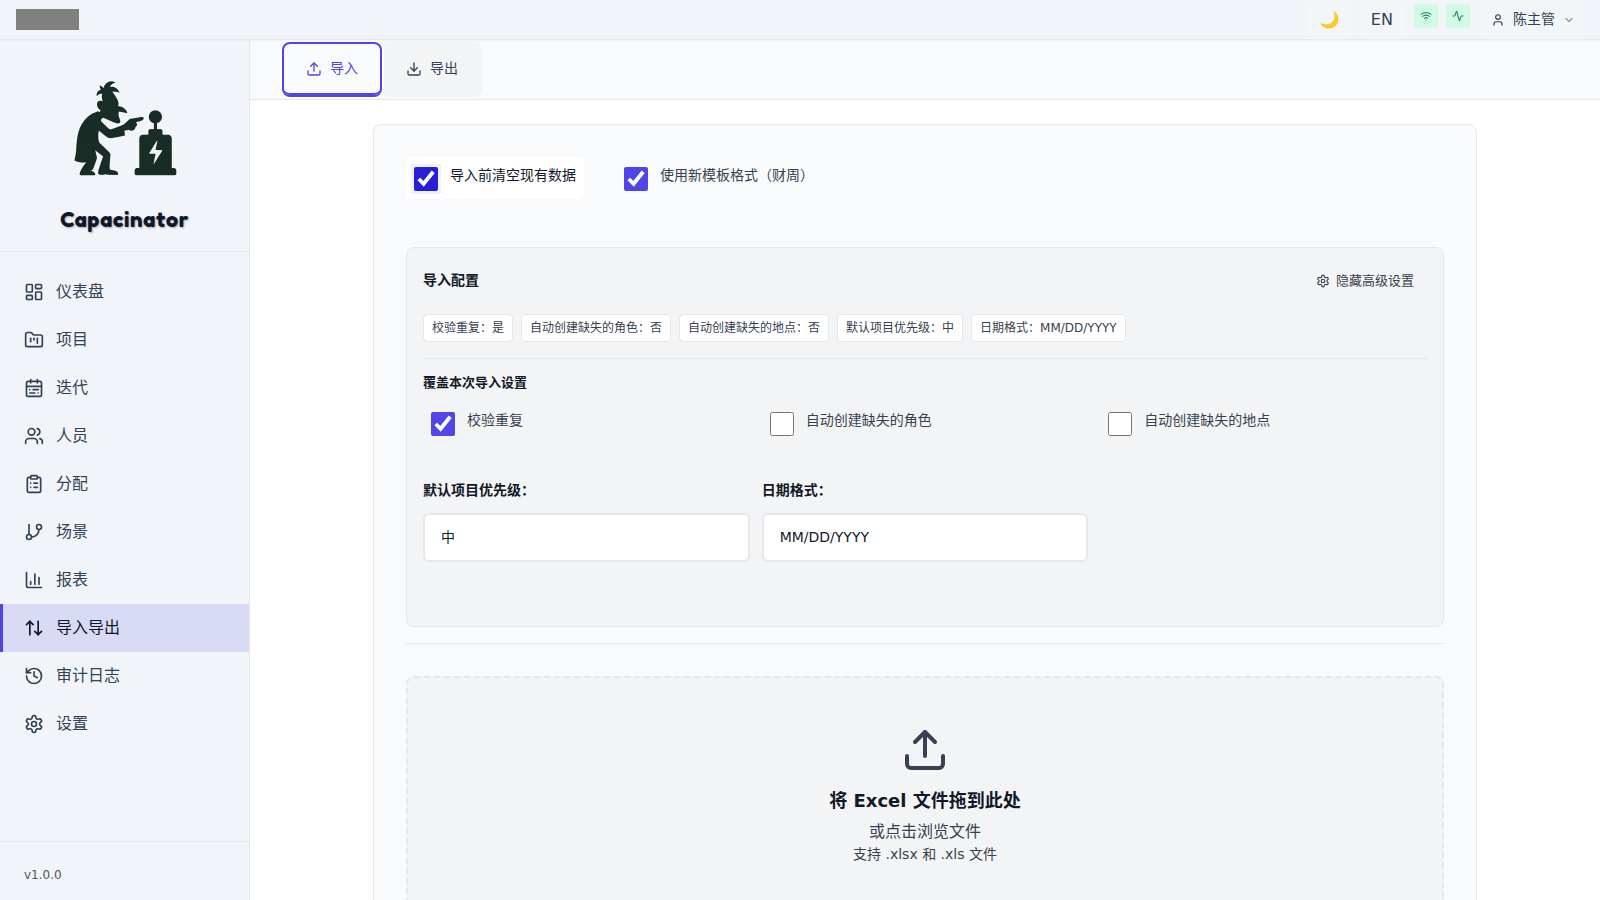 EN
陈主管
Capacinator
仪表盘
项目
迭代
人员
分配
场景
报表
导入导出
审计日志
设置
v1.0.0
导入
导出
导入前清空现有数据
使用新模板格式（财周）
导入配置
隐藏高级设置
校验重复：是
自动创建缺失的角色：否
自动创建缺失的地点：否
默认项目优先级：中
日期格式：MM/DD/YYYY
覆盖本次导入设置
校验重复
自动创建缺失的角色
自动创建缺失的地点
默认项目优先级：
日期格式：
中
MM/DD/YYYY
将 Excel 文件拖到此处
或点击浏览文件
支持 .xlsx 和 .xls 文件